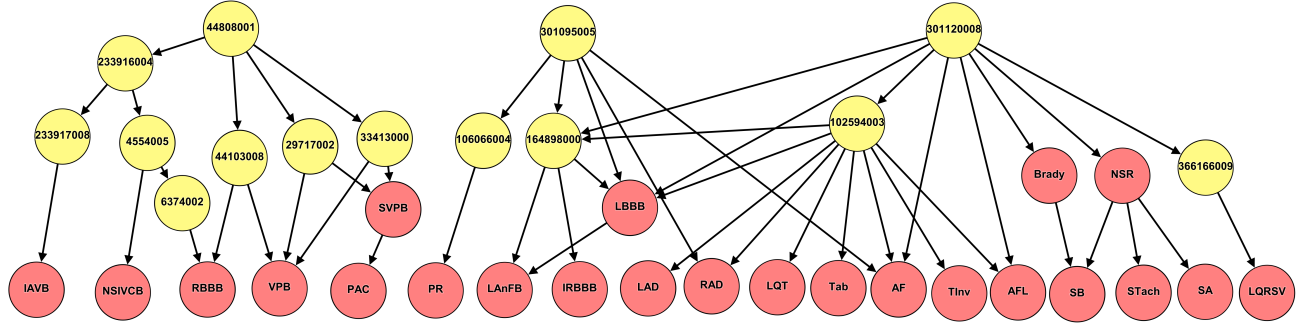 44808001
301095005
301120008
233916004
233917008
4554005
44103008
29717002
33413000
106066004
164898000
102594003
Brady
NSR
366166009
6374002
SVPB
LBBB
IAVB
NSIVCB
RBBB
VPB
PAC
PR
LAnFB
IRBBB
LAD
RAD
LQT
Tab
AF
TInv
AFL
SB
STach
SA
LQRSV